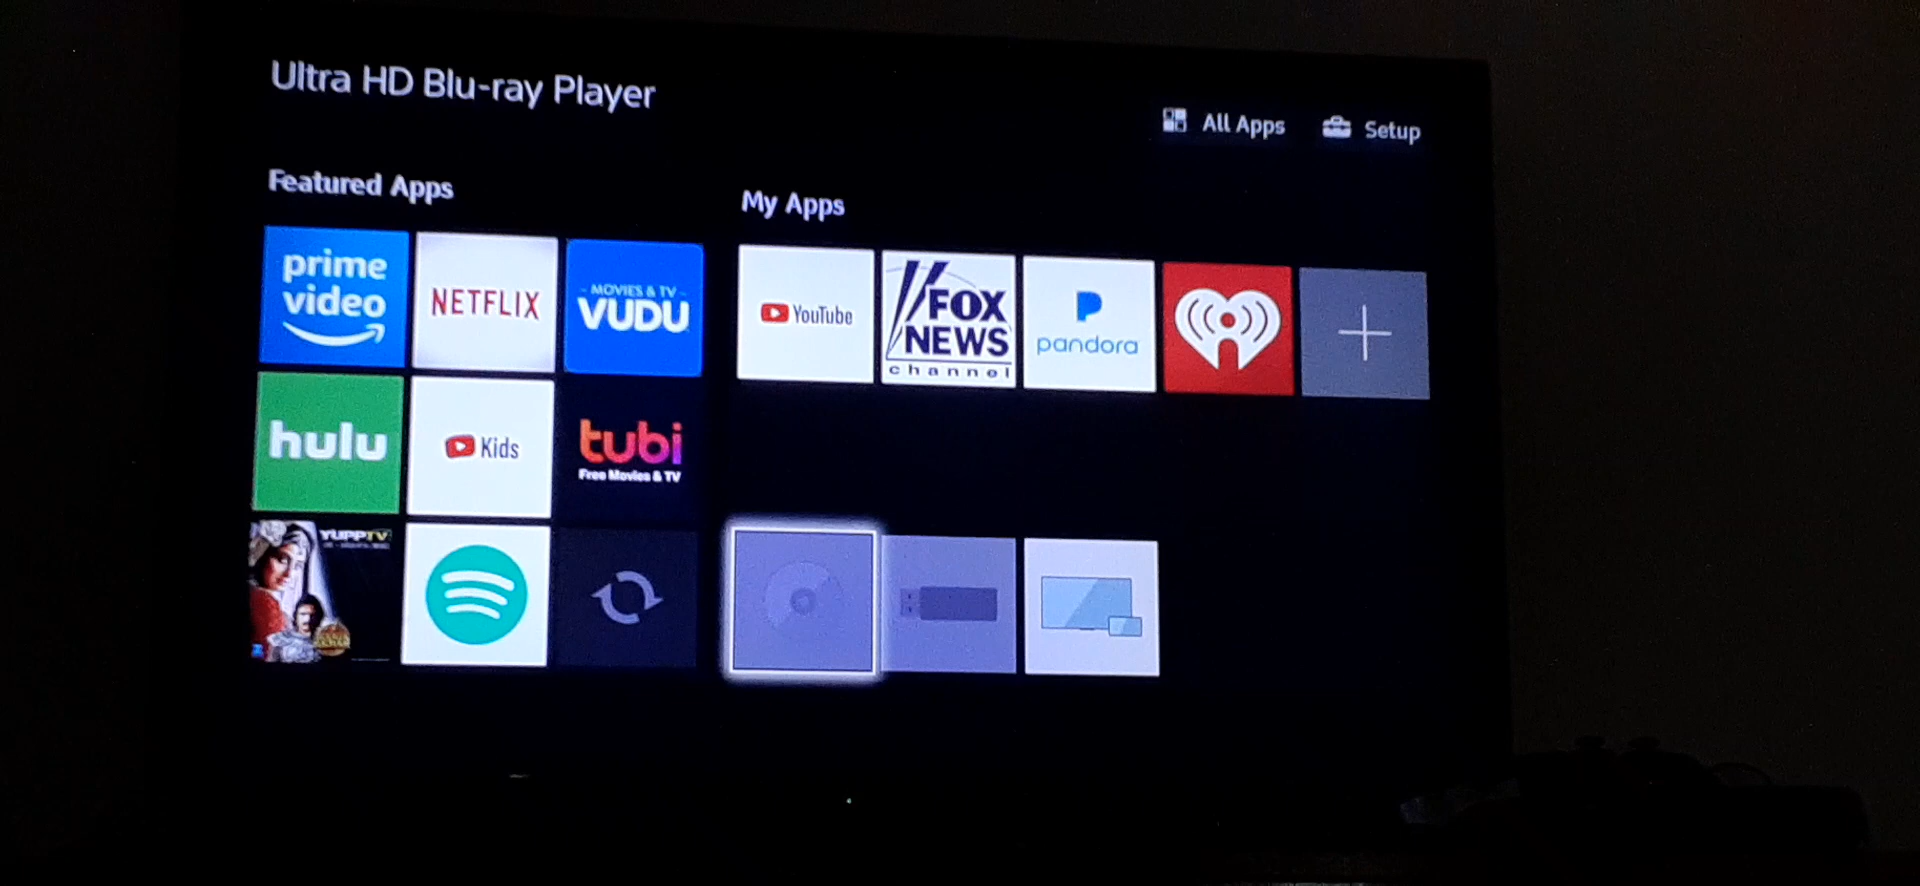 Ultra HD Blu-ray Player
All Apps
Setup
Featured Apps
My Apps
prime
video
NETFLIX
- MOVIES & TV -
VUDU
YouTube
FOX
NEWS
channel
pandora
hulu
Kids
tubi
Free Movies & TV
YUPPTV